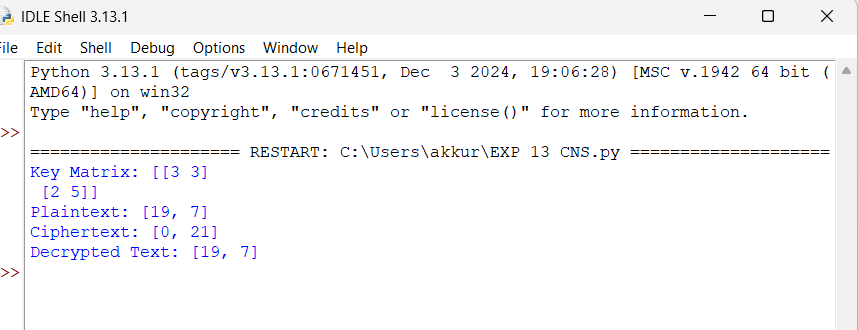 IDLE Shell 3.13.1
File Edit Shell Debug Options Window Help
Python 3.13.1 (tags/v3.13.1:0671451, Dec  3 2024, 19:06:28) [MSC v.1942 64 bit (
AMD64)] on win32
Type "help", "copyright", "credits" or "license()" for more information.
>>
===================== RESTART: C:\Users\akkur\EXP 13 CNS.py ====================
Key Matrix: [[3 3]
 [2 5]]
Plaintext: [19, 7]
Ciphertext: [0, 21]
Decrypted Text: [19, 7]
>>